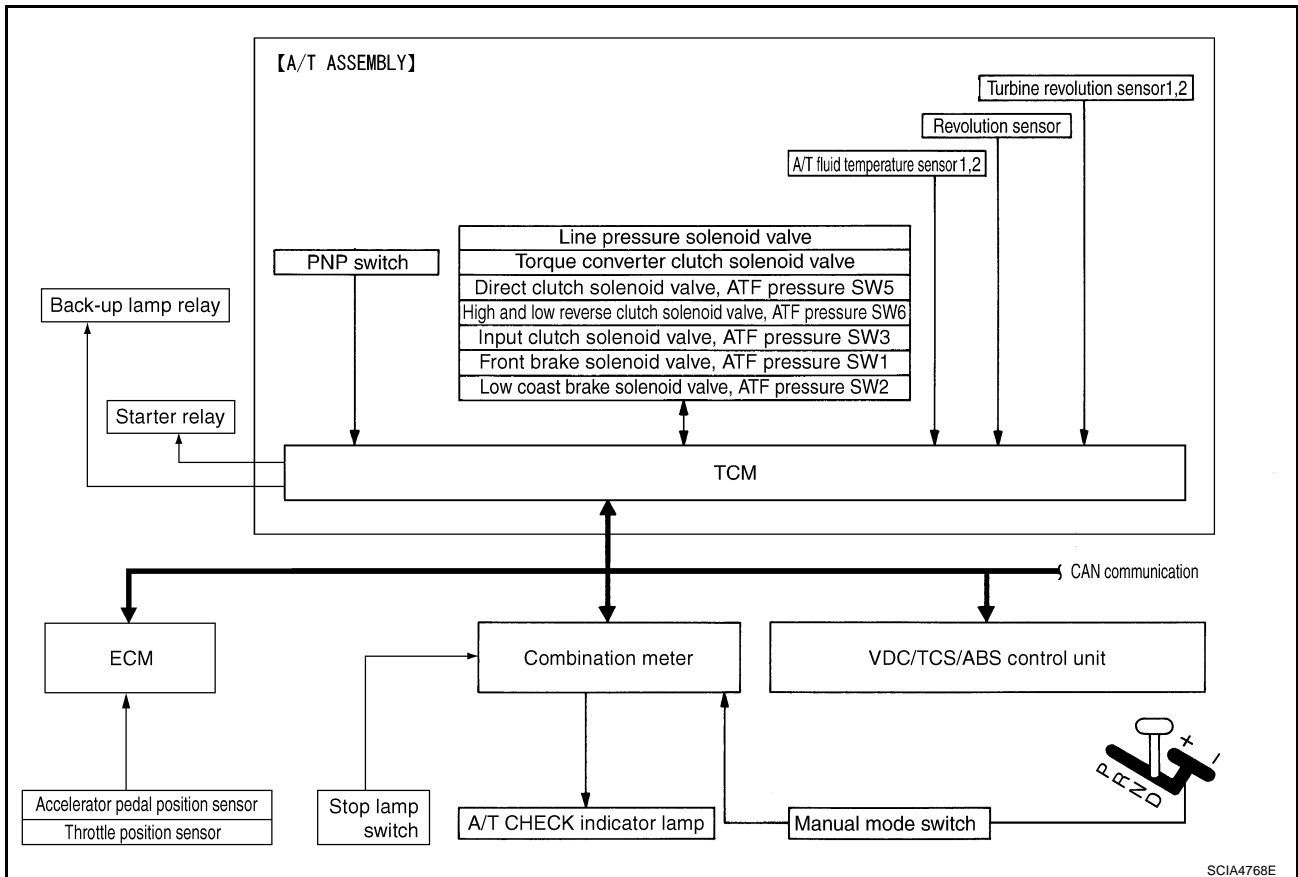 【A/T ASSEMBLY】
Turbine revolution sensor1,2
Revolution sensor
A/T fluid temperature sensor 1,2
Line pressure solenoid valve
PNP switch
Torque converter clutch solenoid valve
Direct clutch solenoid valve, ATF pressure SW5
Back-up lamp relay
High and low reverse clutch solenoid valve, ATF pressure SW6
Input clutch solenoid valve, ATF pressure SW3
Front brake solenoid valve, ATF pressure SW1
Low coast brake solenoid valve, ATF pressure SW2
Starter relay
TCM
CAN communication
ECM
Combination meter
VDC/TCS/ABS control unit
+ −
P R N D
Accelerator pedal position sensor
Throttle position sensor
Stop lamp
switch
A/T CHECK indicator lamp
Manual mode switch
SCIA4768E